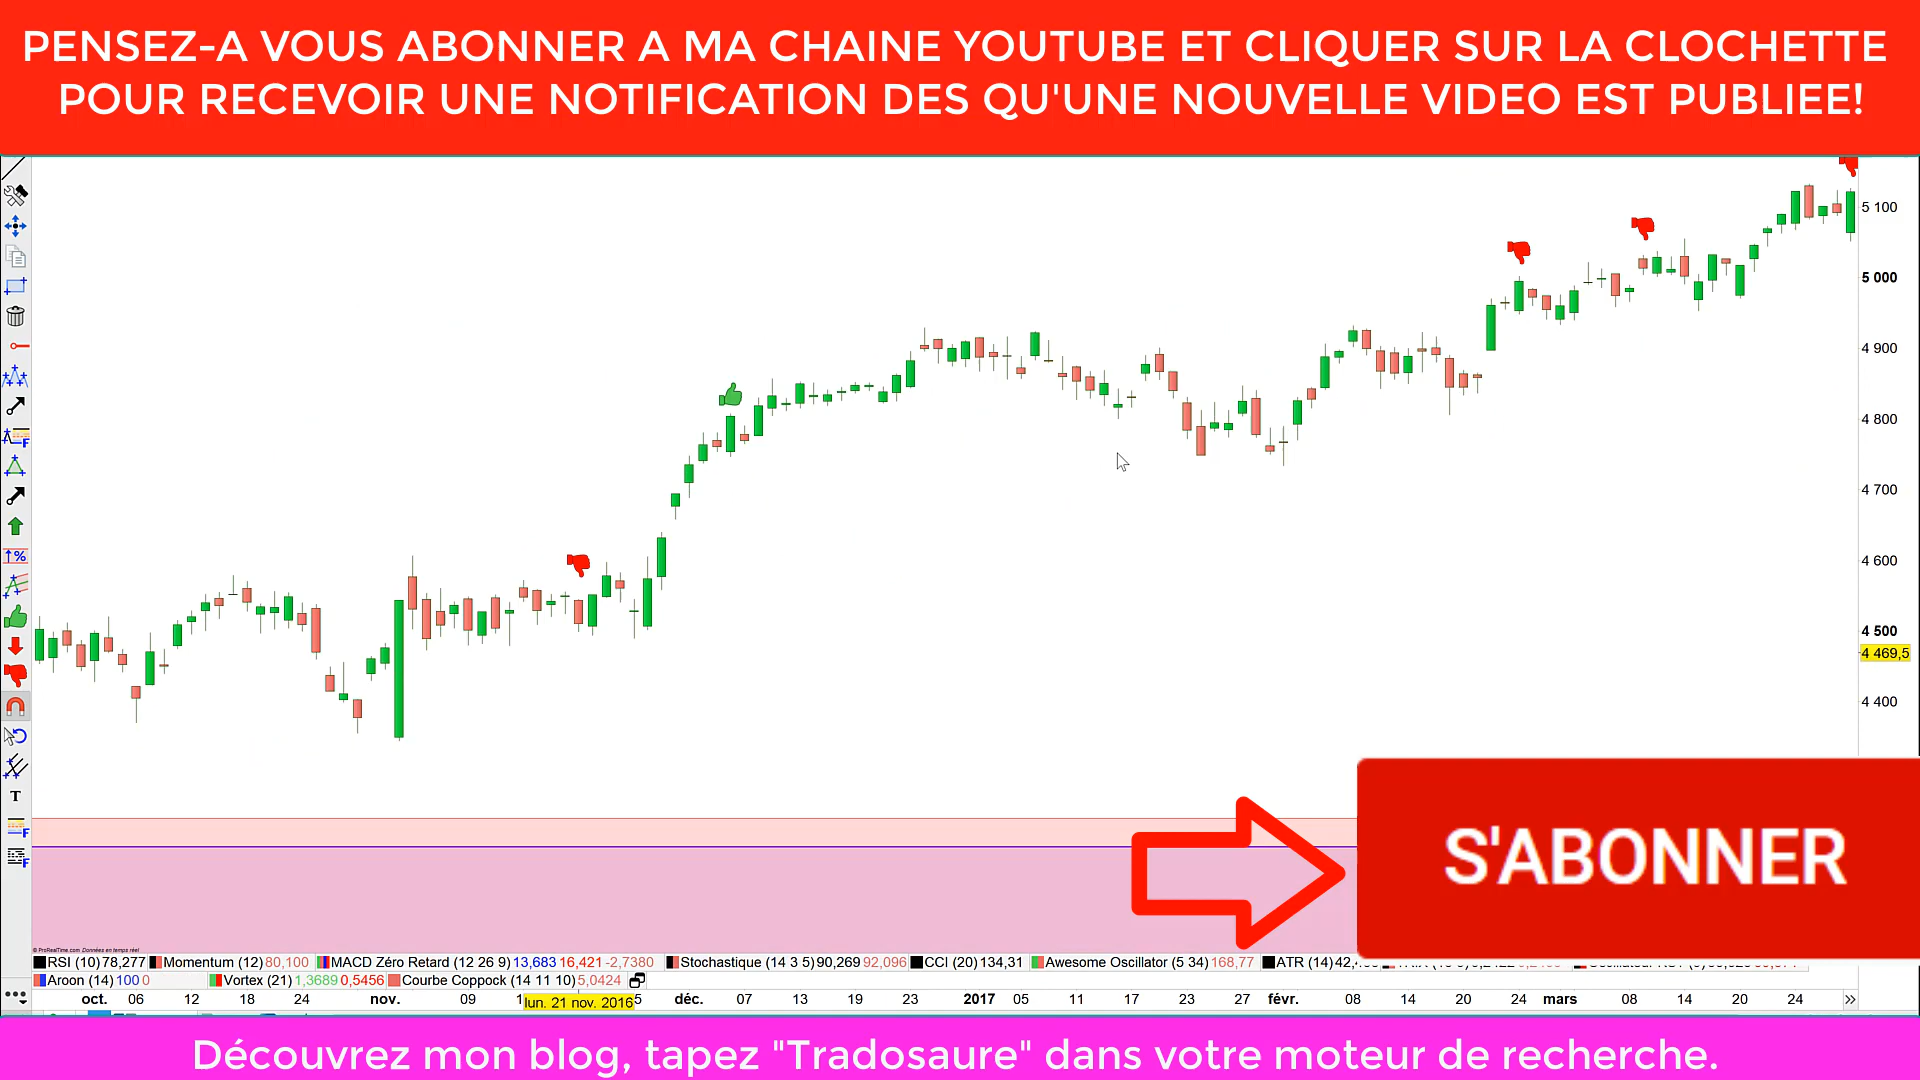 PENSEZ-A VOUS ABONNER A MA CHAINE YOUTUBE ET CLIQUER SUR LA CLOCHETTE
POUR RECEVOIR UNE NOTIFICATION DES QU'UNE NOUVELLE VIDEO EST PUBLIEE!
5 100
5 000
4 900
4 800
4 700
4 600
4 500
4 469,5
4 400
S'ABONNER
© ProRealTime.com Données en temps réel
RSI (10) 78,277 Momentum (12) 80,100 MACD Zéro Retard (12 26 9) 13,683 16,421 -2,7380 Stochastique (14 3 5) 90,269 92,096 CCI (20) 134,31 Awesome Oscillator (5 34) 168,77 ATR (14) 42,
Aroon (14) 100 0 Vortex (21) 1,3689 0,5456 Courbe Coppock (14 11 10) 5,0424
oct. 06 12 18 24 nov. 09 lun. 21 nov. 2016 déc. 07 13 19 23 2017 05 11 17 23 27 févr. 08 14 20 24 mars 08 14 20 24
Découvrez mon blog, tapez "Tradosaure" dans votre moteur de recherche.